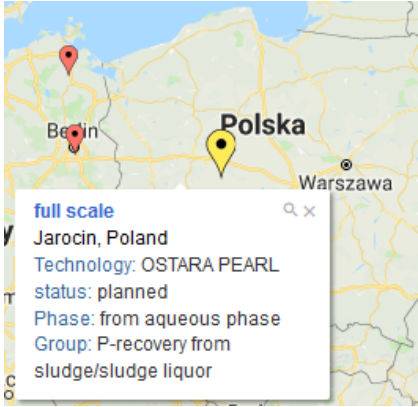 Polska
Berlin
Warszawa
full scale
Jarocin, Poland
Technology: OSTARA PEARL
status: planned
Phase: from aqueous phase
Group: P-recovery from
sludge/sludge liquor